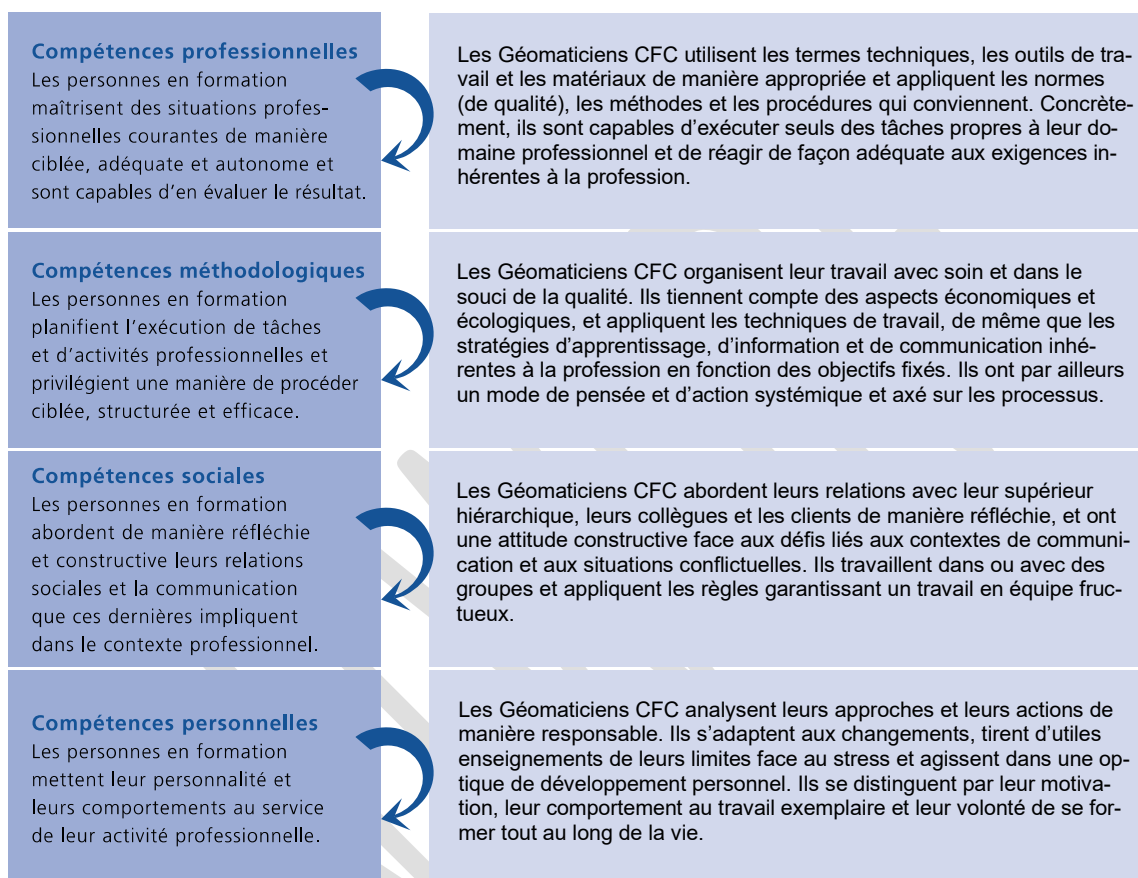 Compétences professionnelles
Les personnes en formation
maîtrisent des situations profes-
sionnelles courantes de manière
ciblée, adéquate et autonome et
sont capables d'en évaluer le résultat.
Les Géomaticiens CFC utilisent les termes techniques, les outils de tra-
vail et les matériaux de manière appropriée et appliquent les normes
(de qualité), les méthodes et les procédures qui conviennent. Concrète-
ment, ils sont capables d'exécuter seuls des tâches propres à leur do-
maine professionnel et de réagir de façon adéquate aux exigences in-
hérentes à la profession.
Compétences méthodologiques
Les personnes en formation
planifient l'exécution de tâches
et d'activités professionnelles et
privilégient une manière de procéder
ciblée, structurée et efficace.
Les Géomaticiens CFC organisent leur travail avec soin et dans le
souci de la qualité. Ils tiennent compte des aspects économiques et
écologiques, et appliquent les techniques de travail, de même que les
stratégies d'apprentissage, d'information et de communication inhé-
rentes à la profession en fonction des objectifs fixés. Ils ont par ailleurs
un mode de pensée et d'action systémique et axé sur les processus.
Compétences sociales
Les personnes en formation
abordent de manière réfléchie
et constructive leurs relations
sociales et la communication
que ces dernières impliquent
dans le contexte professionnel.
Les Géomaticiens CFC abordent leurs relations avec leur supérieur
hiérarchique, leurs collègues et les clients de manière réfléchie, et ont
une attitude constructive face aux défis liés aux contextes de communi-
cation et aux situations conflictuelles. Ils travaillent dans ou avec des
groupes et appliquent les règles garantissant un travail en équipe fruc-
tueux.
Compétences personnelles
Les personnes en formation
mettent leur personnalité et
leurs comportements au service
de leur activité professionnelle.
Les Géomaticiens CFC analysent leurs approches et leurs actions de
manière responsable. Ils s'adaptent aux changements, tirent d'utiles
enseignements de leurs limites face au stress et agissent dans une op-
tique de développement personnel. Ils se distinguent par leur motiva-
tion, leur comportement au travail exemplaire et leur volonté de se for-
mer tout au long de la vie.